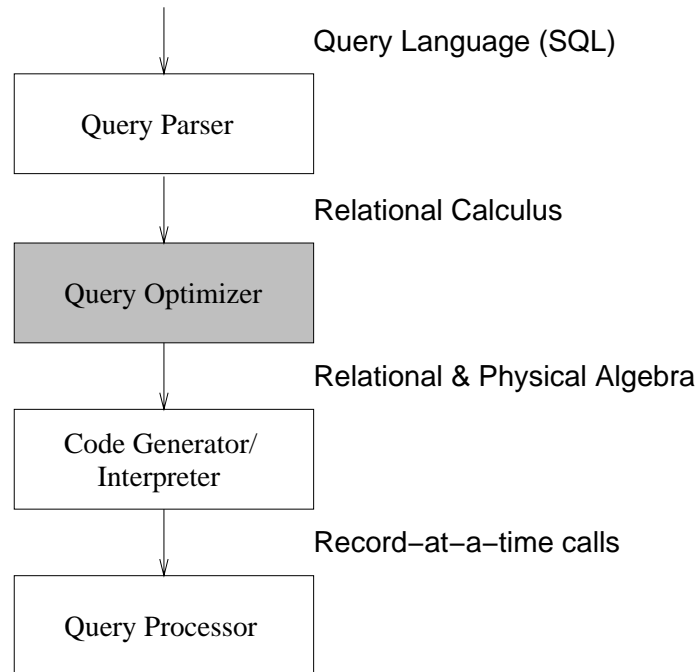 Query Language (SQL)
Query Parser
Relational Calculus
Query Optimizer
Relational & Physical Algebra
Code Generator/
Interpreter
Record−at−a−time calls
Query Processor